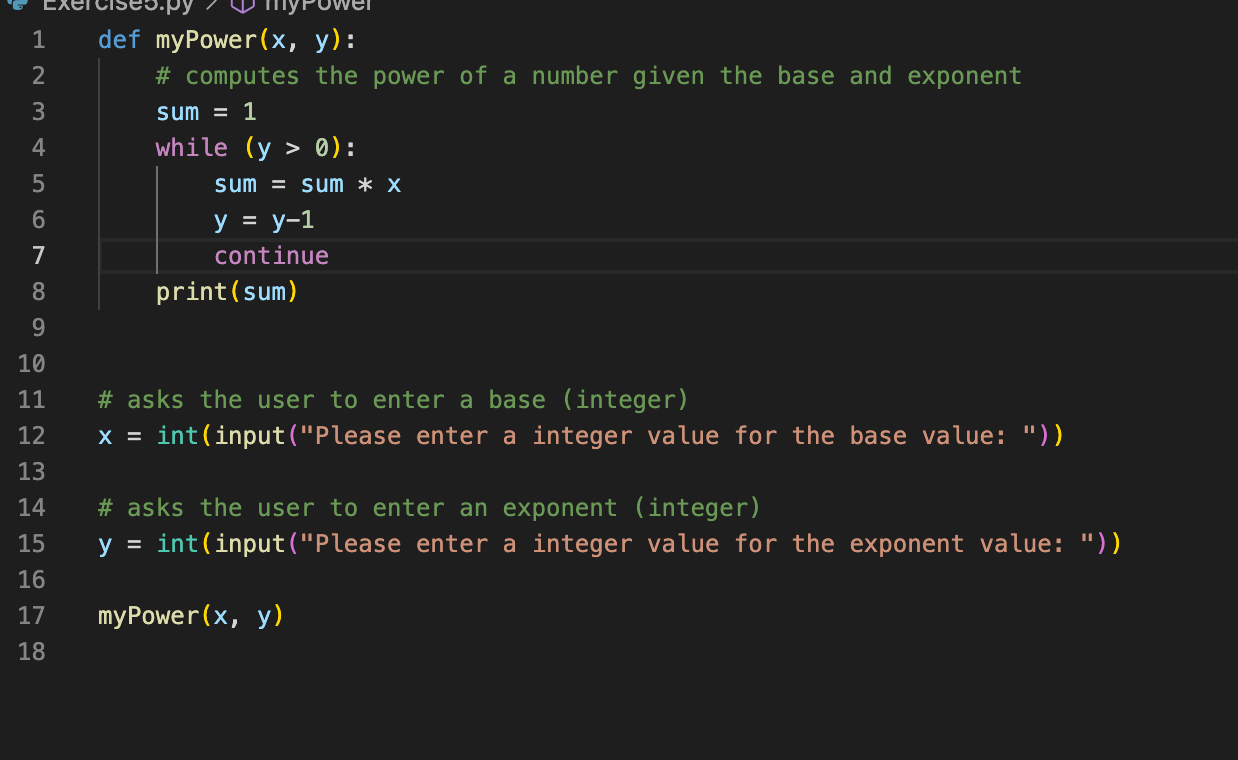 Exercise5.py > myPower
1 def myPower(x, y):
2     # computes the power of a number given the base and exponent
3     sum = 1
4     while (y > 0):
5         sum = sum * x
6         y = y-1
7         continue
8     print(sum)
9
10
11 # asks the user to enter a base (integer)
12 x = int(input("Please enter a integer value for the base value: "))
13
14 # asks the user to enter an exponent (integer)
15 y = int(input("Please enter a integer value for the exponent value: "))
16
17 myPower(x, y)
18